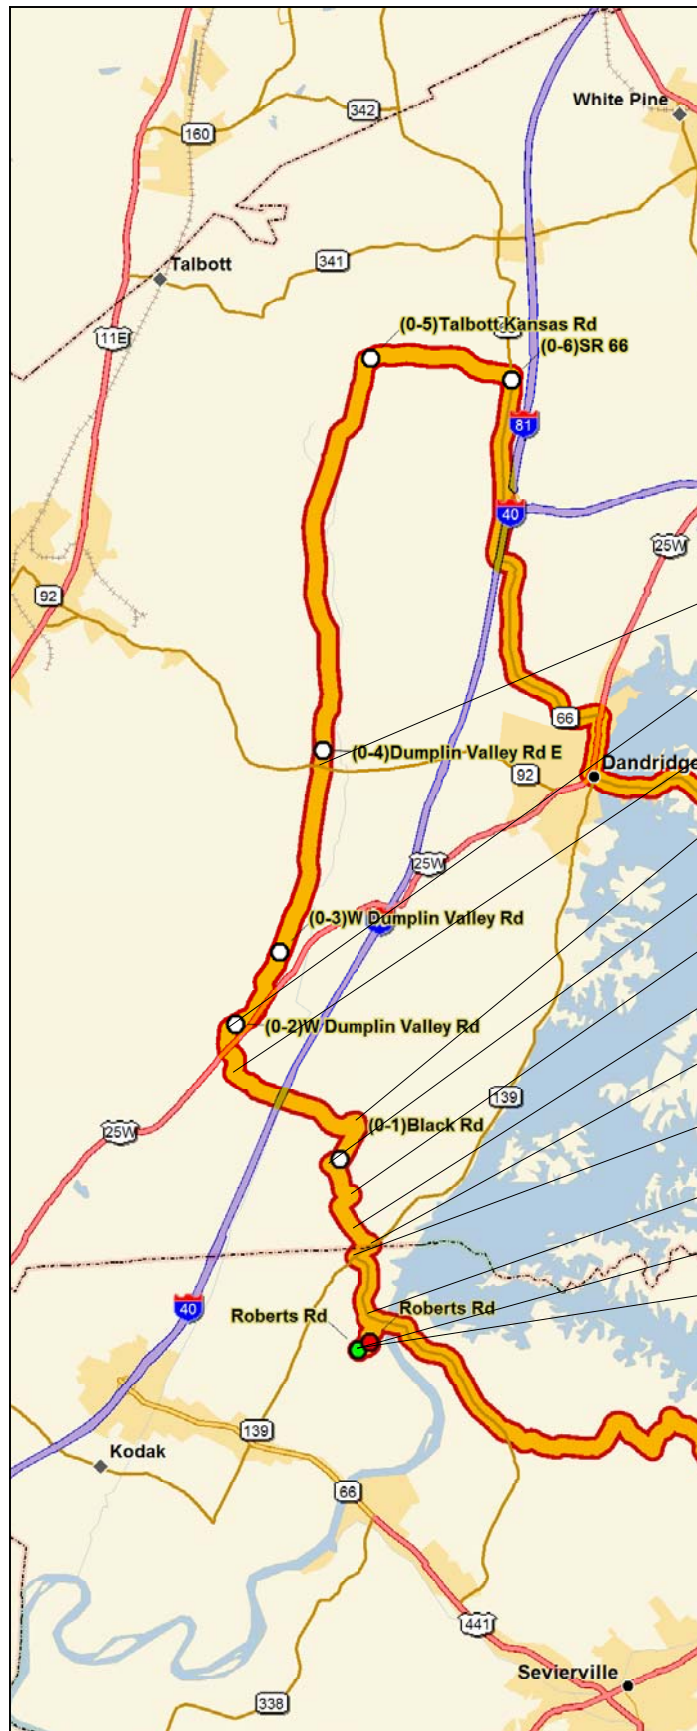 White Pine
342
160
Talbott
341
(0-5)Talbott Kansas Rd
11E
(0-6)SR 66
81
40
25W
92
66
(0-4)Dumplin Valley Rd E
Dandridge
92
25W
(0-3)W Dumplin Valley Rd
(0-2)W Dumplin Valley Rd
139
(0-1)Black Rd
25W
40
Roberts Rd
Roberts Rd
139
Kodak
66
441
Sevierville
338